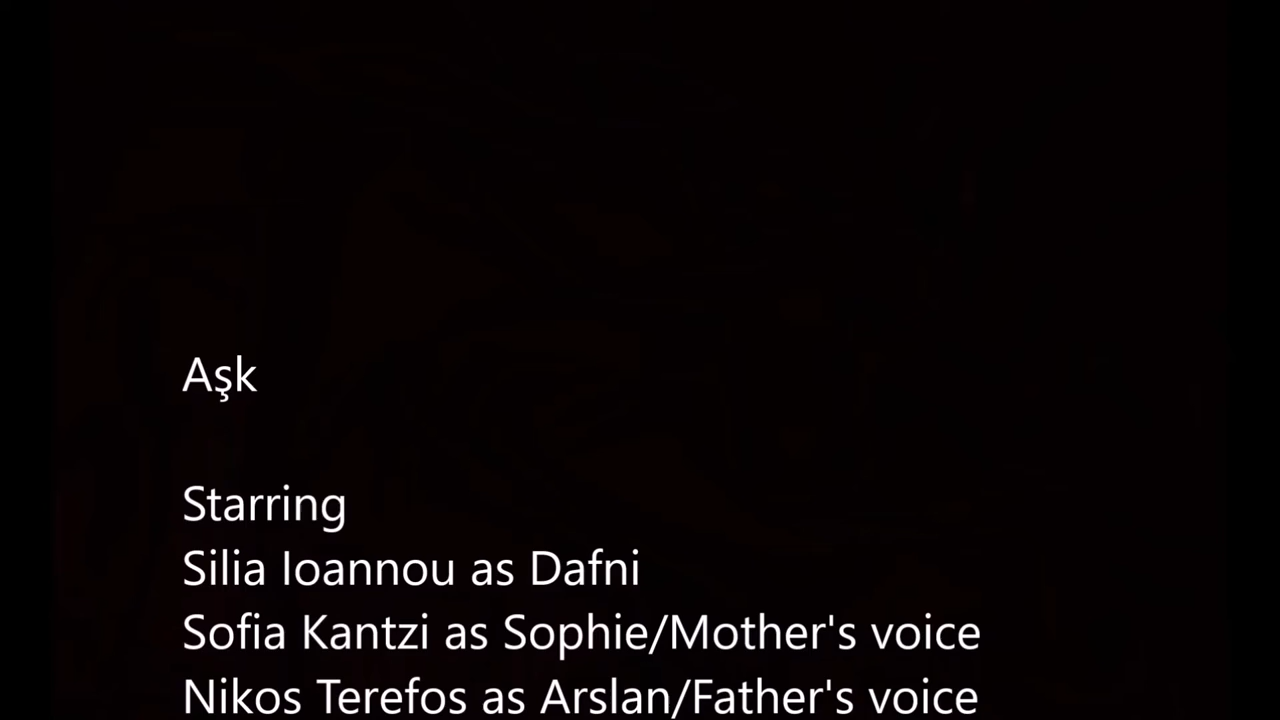 Aşk
Starring
Silia Ioannou as Dafni
Sofia Kantzi as Sophie/Mother's voice
Nikos Terefos as Arslan/Father's voice